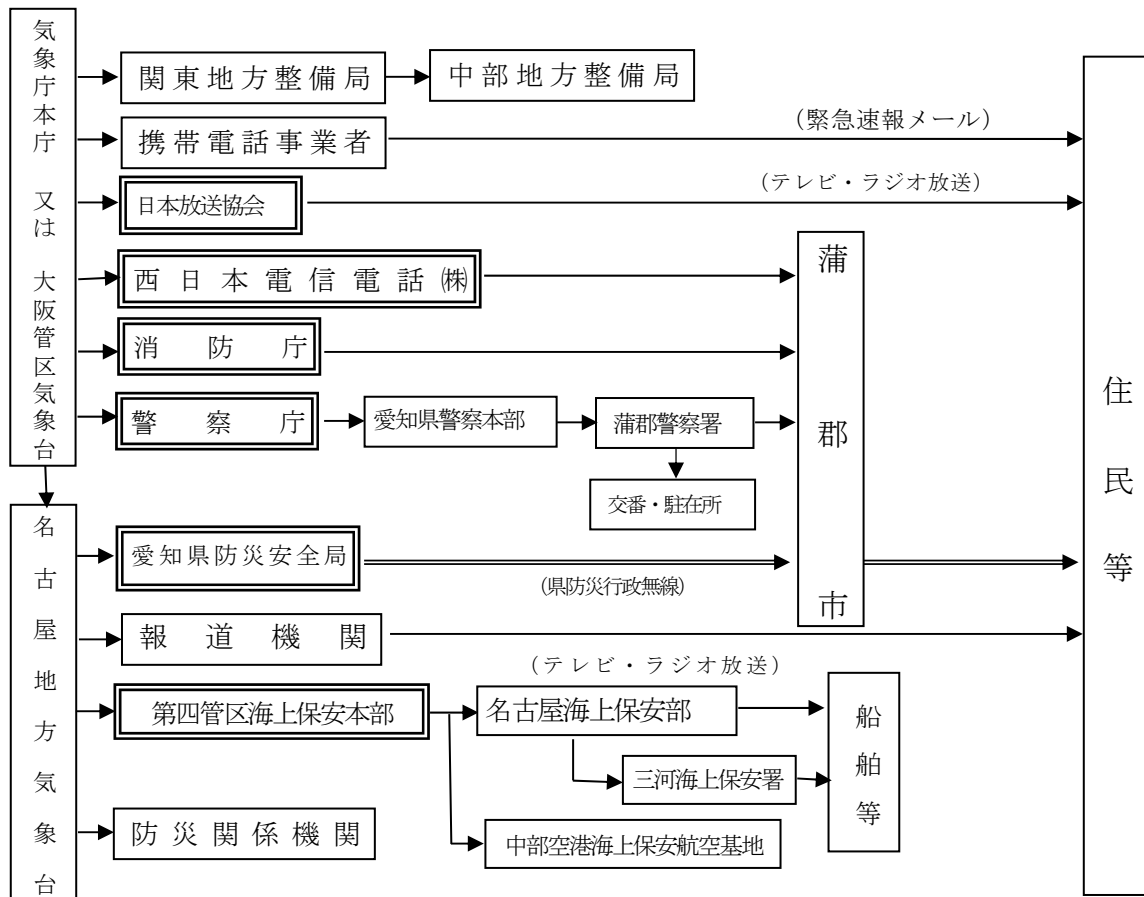 気象庁本庁 又は 大阪管区気象台
関東地方整備局
中部地方整備局
携帯電話事業者
（緊急速報メール）
日本放送協会
（テレビ・ラジオ放送）
西日本電信電話㈱
消防庁
警察庁
愛知県警察本部
蒲郡警察署
交番・駐在所
蒲郡市
住民等
名古屋地方気象台
愛知県防災安全局
（県防災行政無線）
報道機関
（テレビ・ラジオ放送）
第四管区海上保安本部
名古屋海上保安部
三河海上保安署
船舶等
中部空港海上保安航空基地
防災関係機関